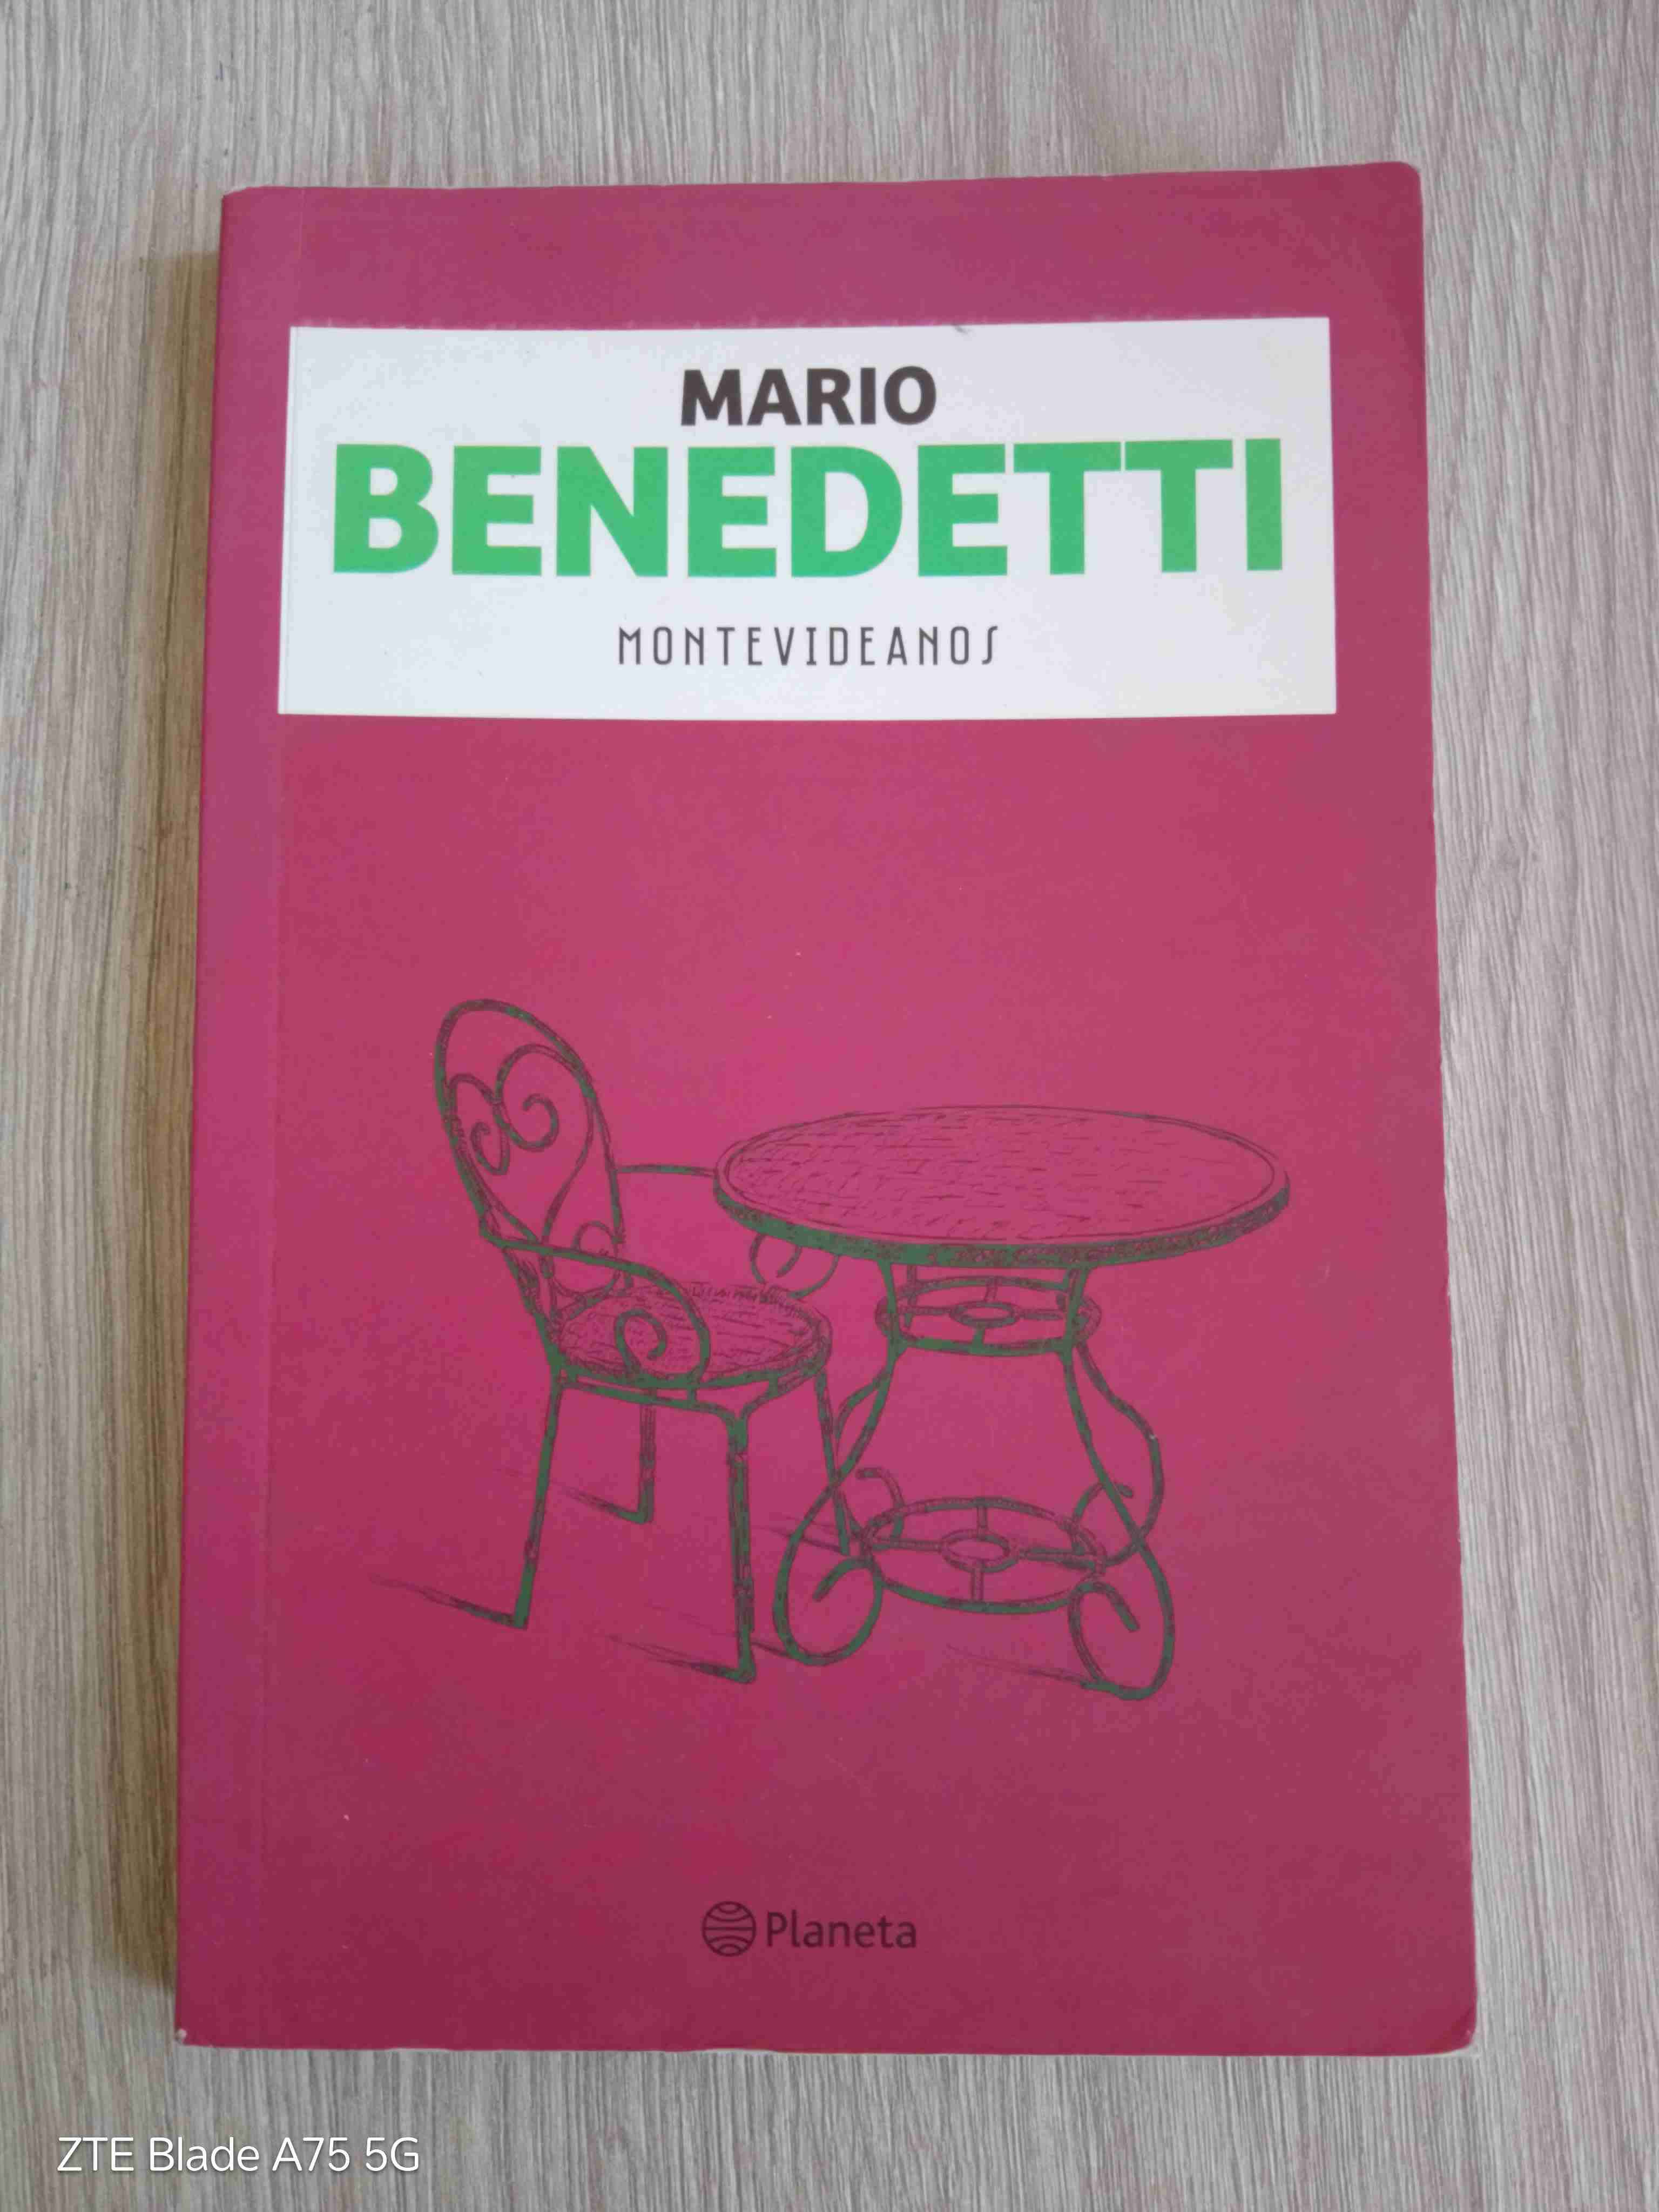 MARIO
BENEDETTI
MONTEVIDEANOS
Planeta
ZTE Blade A75 5G